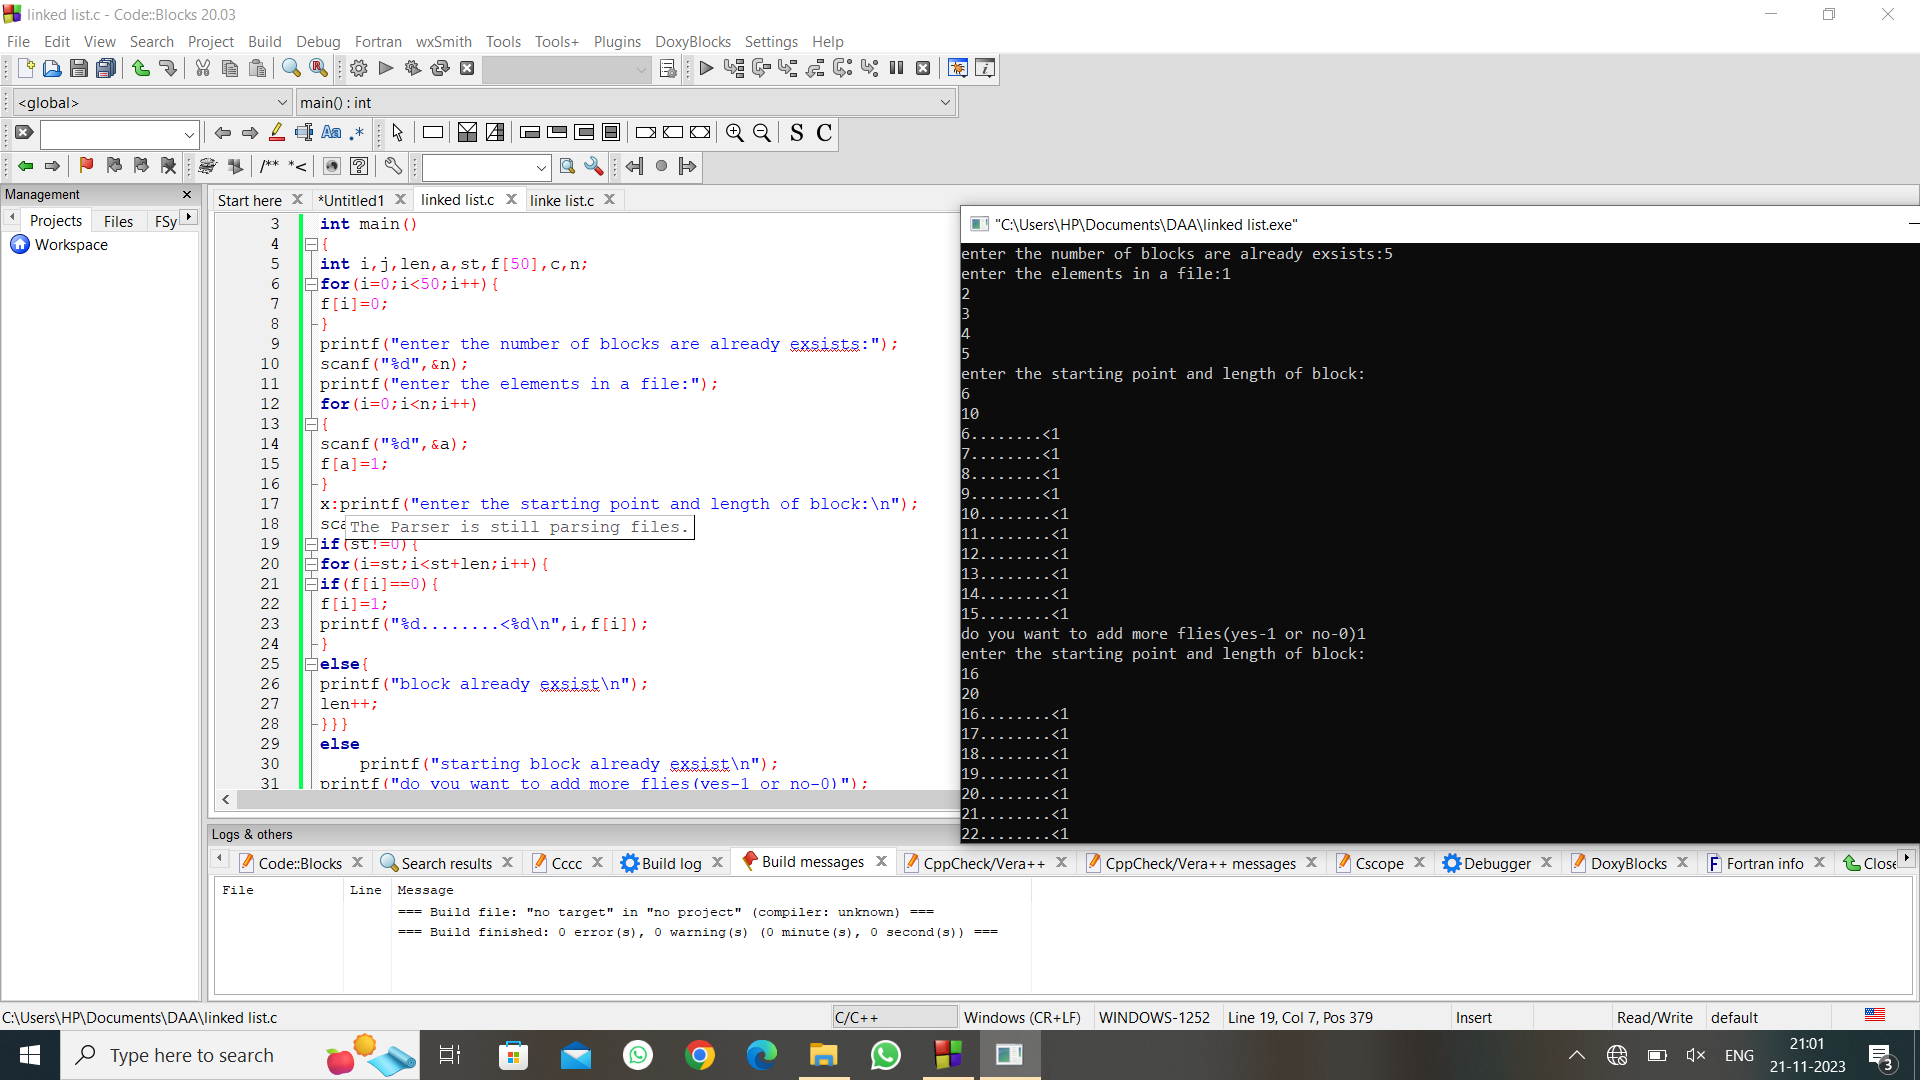 linked list.c - Code::Blocks 20.03
File Edit View Search Project Build Debug Fortran wxSmith Tools Tools+ Plugins DoxyBlocks Settings Help
<global> main() : int
S C
/** *<
Management
Projects Files FSy
Workspace
Start here *Untitled1 linked list.c linke list.c
3 int main()
4 {
5 int i,j,len,a,st,f[50],c,n;
6 for(i=0;i<50;i++){
7 f[i]=0;
8 }
9 printf("enter the number of blocks are already exsists:");
10 scanf("%d",&n);
11 printf("enter the elements in a file:");
12 for(i=0;i<n;i++)
13 {
14 scanf("%d",&a);
15 f[a]=1;
16 }
17 x:printf("enter the starting point and length of block:\n");
18 sca
The Parser is still parsing files.
19 if(st!=0){
20 for(i=st;i<st+len;i++){
21 if(f[i]==0){
22 f[i]=1;
23 printf("%d........<%d\n",i,f[i]);
24 }
25 else{
26 printf("block already exsist\n");
27 len++;
28 }}}
29 else
30 printf("starting block already exsist\n");
31 printf("do you want to add more flies(yes-1 or no-0)");
"C:\Users\HP\Documents\DAA\linked list.exe"
enter the number of blocks are already exsists:5
enter the elements in a file:1
2
3
4
5
enter the starting point and length of block:
6
10
6........<1
7........<1
8........<1
9........<1
10........<1
11........<1
12........<1
13........<1
14........<1
15........<1
do you want to add more flies(yes-1 or no-0)1
enter the starting point and length of block:
16
20
16........<1
17........<1
18........<1
19........<1
20........<1
21........<1
22........<1
Logs & others
Code::Blocks Search results Cccc Build log Build messages CppCheck/Vera++ CppCheck/Vera++ messages Cscope Debugger DoxyBlocks Fortran info Close
File Line Message
=== Build file: "no target" in "no project" (compiler: unknown) ===
=== Build finished: 0 error(s), 0 warning(s) (0 minute(s), 0 second(s)) ===
C:\Users\HP\Documents\DAA\linked list.c C/C++ Windows (CR+LF) WINDOWS-1252 Line 19, Col 7, Pos 379 Insert Read/Write default
Type here to search
ENG
21:01
21-11-2023
3